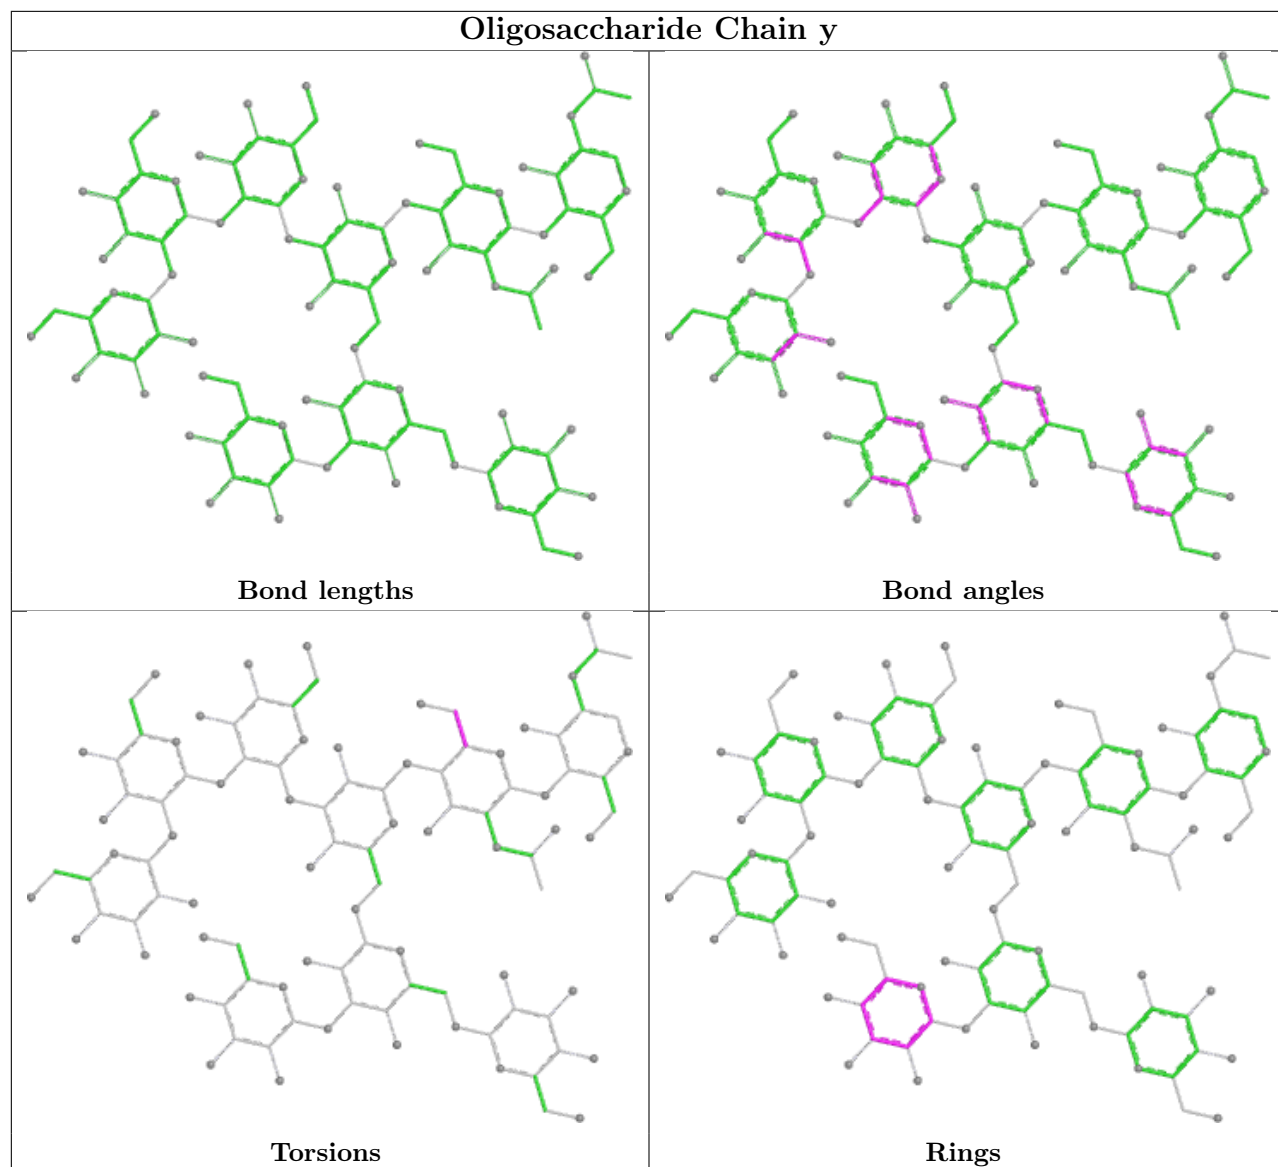 Oligosaccharide Chain y
Bond lengths
Bond angles
Torsions
Rings